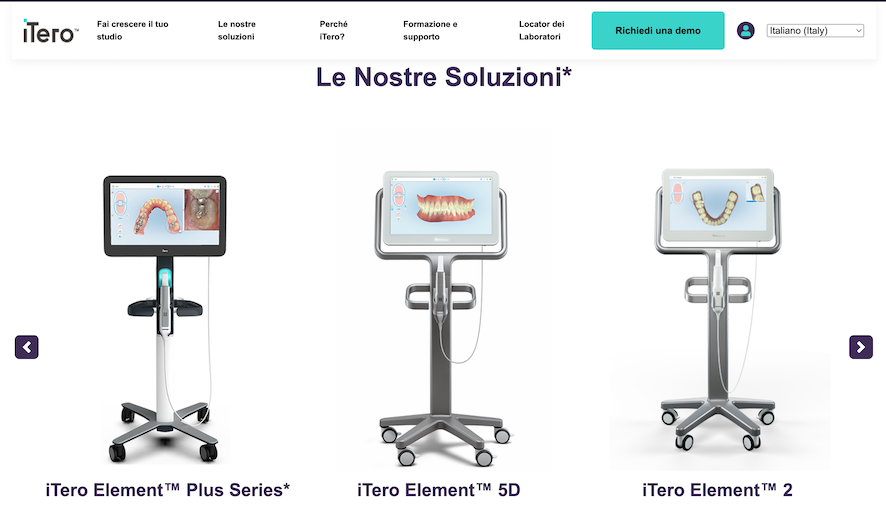 iTero™
Fai crescere il tuo
studio
Le nostre
soluzioni
Perché
iTero?
Formazione e
supporto
Locator dei
Laboratori
Richiedi una demo
Italiano (Italy)
Le Nostre Soluzioni*
iTero Element™ Plus Series*
iTero Element™ 5D
iTero Element™ 2